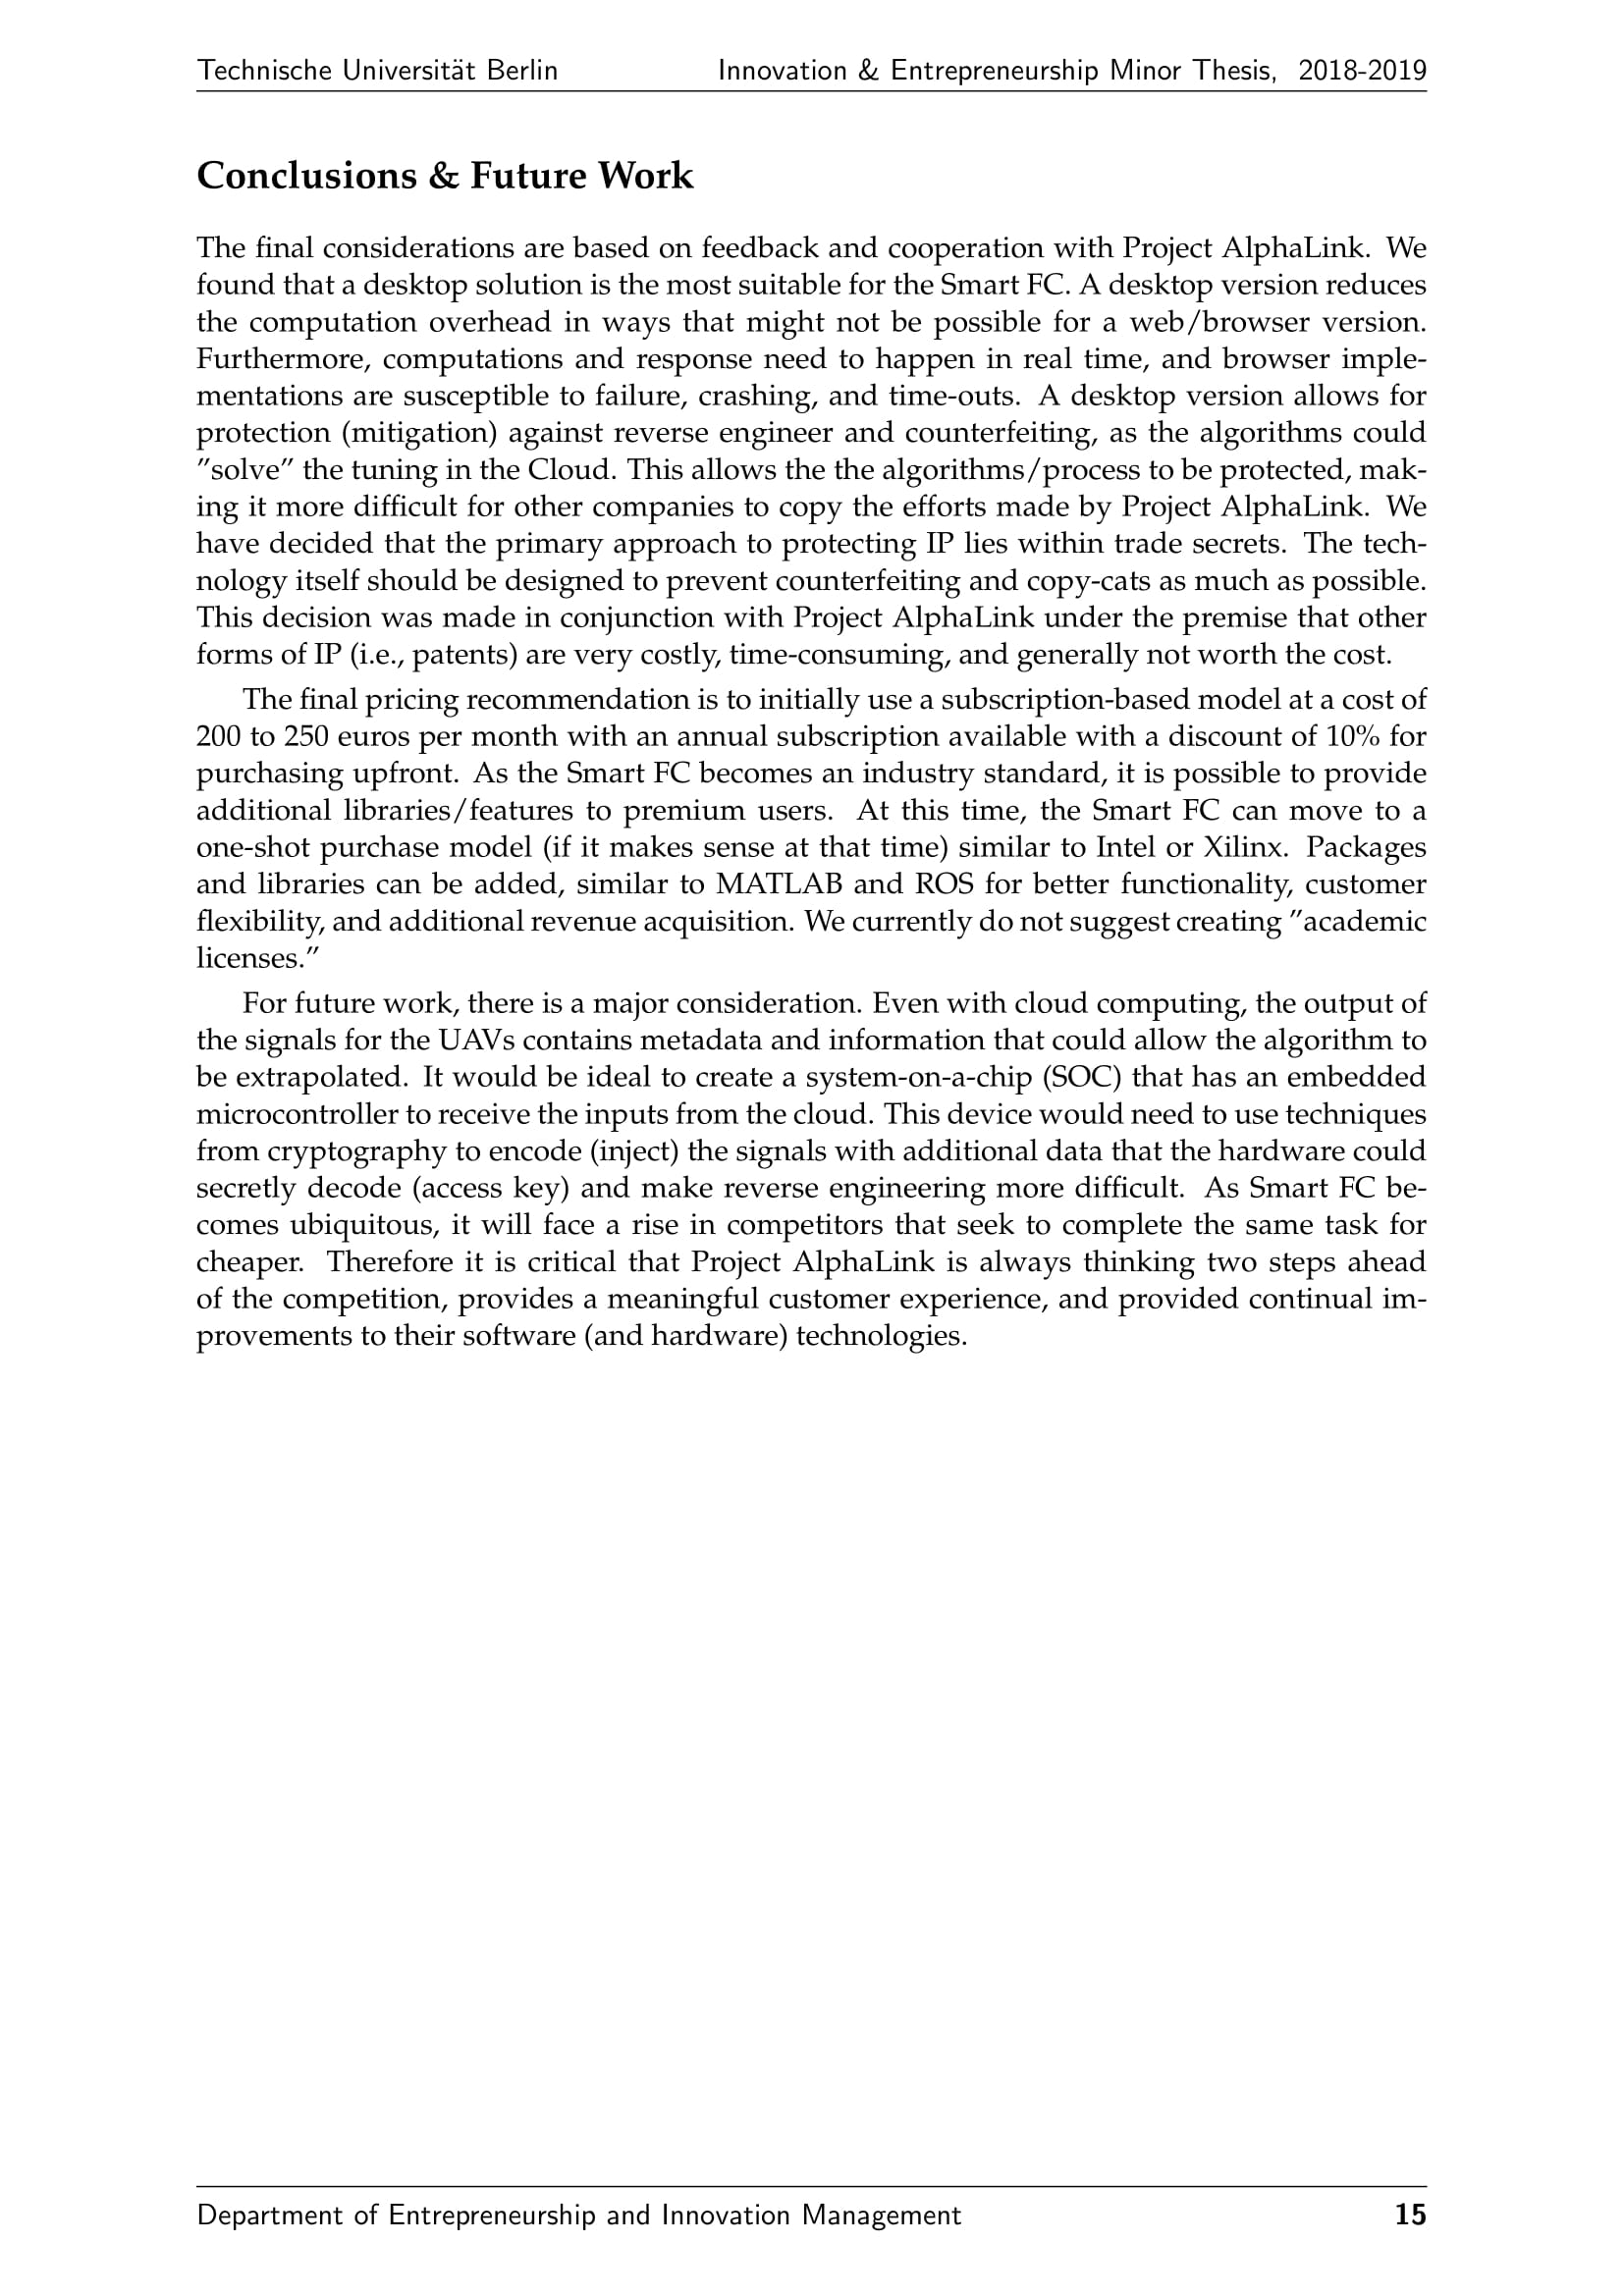 Technische Universität Berlin Innovation & Entrepreneurship Minor Thesis, 2018-2019
Conclusions & Future Work
The final considerations are based on feedback and cooperation with Project AlphaLink. We
found that a desktop solution is the most suitable for the Smart FC. A desktop version reduces
the computation overhead in ways that might not be possible for a web/browser version.
Furthermore, computations and response need to happen in real time, and browser imple-
mentations are susceptible to failure, crashing, and time-outs. A desktop version allows for
protection (mitigation) against reverse engineer and counterfeiting, as the algorithms could
”solve” the tuning in the Cloud. This allows the the algorithms/process to be protected, mak-
ing it more difficult for other companies to copy the efforts made by Project AlphaLink. We
have decided that the primary approach to protecting IP lies within trade secrets. The tech-
nology itself should be designed to prevent counterfeiting and copy-cats as much as possible.
This decision was made in conjunction with Project AlphaLink under the premise that other
forms of IP (i.e., patents) are very costly, time-consuming, and generally not worth the cost.
The final pricing recommendation is to initially use a subscription-based model at a cost of
200 to 250 euros per month with an annual subscription available with a discount of 10% for
purchasing upfront. As the Smart FC becomes an industry standard, it is possible to provide
additional libraries/features to premium users. At this time, the Smart FC can move to a
one-shot purchase model (if it makes sense at that time) similar to Intel or Xilinx. Packages
and libraries can be added, similar to MATLAB and ROS for better functionality, customer
flexibility, and additional revenue acquisition. We currently do not suggest creating ”academic
licenses.”
For future work, there is a major consideration. Even with cloud computing, the output of
the signals for the UAVs contains metadata and information that could allow the algorithm to
be extrapolated. It would be ideal to create a system-on-a-chip (SOC) that has an embedded
microcontroller to receive the inputs from the cloud. This device would need to use techniques
from cryptography to encode (inject) the signals with additional data that the hardware could
secretly decode (access key) and make reverse engineering more difficult. As Smart FC be-
comes ubiquitous, it will face a rise in competitors that seek to complete the same task for
cheaper. Therefore it is critical that Project AlphaLink is always thinking two steps ahead
of the competition, provides a meaningful customer experience, and provided continual im-
provements to their software (and hardware) technologies.
Department of Entrepreneurship and Innovation Management 15